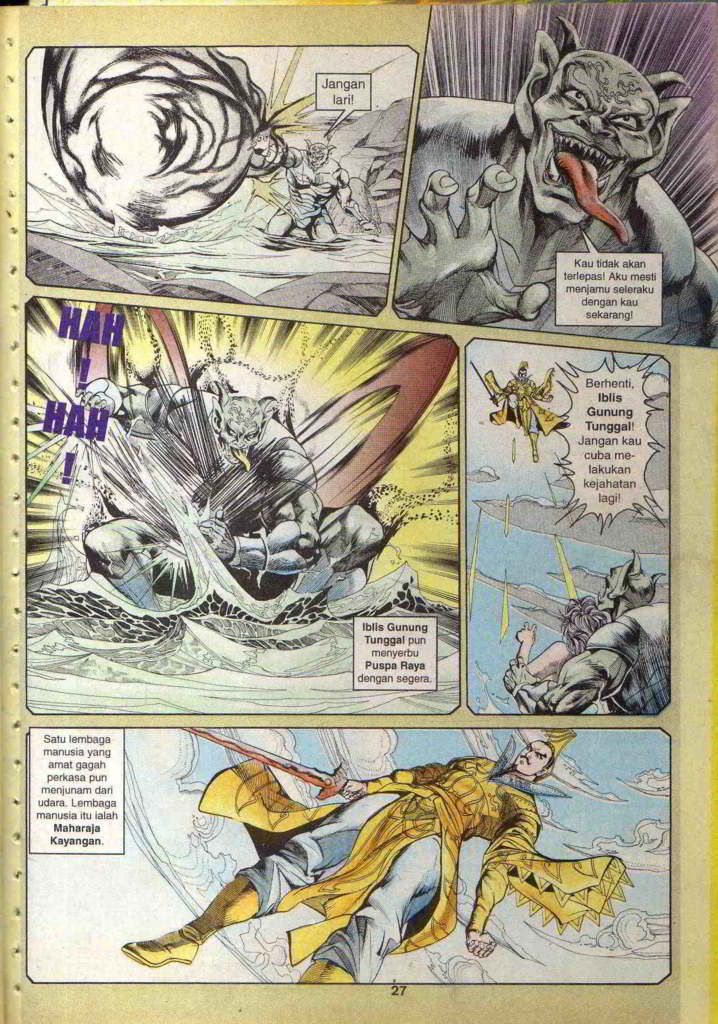 Jangan
lari!
Kau tidak akan
terlepas! Aku mesti
menjamu seleraku
dengan kau
sekarang!
HAH
!
HAH
!
Iblis Gunung
Tunggal pun
menyerbu
Puspa Raya
dengan segera.
Berhenti,
Iblis
Gunung
Tunggal!
Jangan kau
cuba me-
lakukan
kejahatan
lagi!
Satu lembaga
manusia yang
amat gagah
perkasa pun
menjunam dari
udara. Lembaga
manusia itu ialah
Maharaja
Kayangan.
27